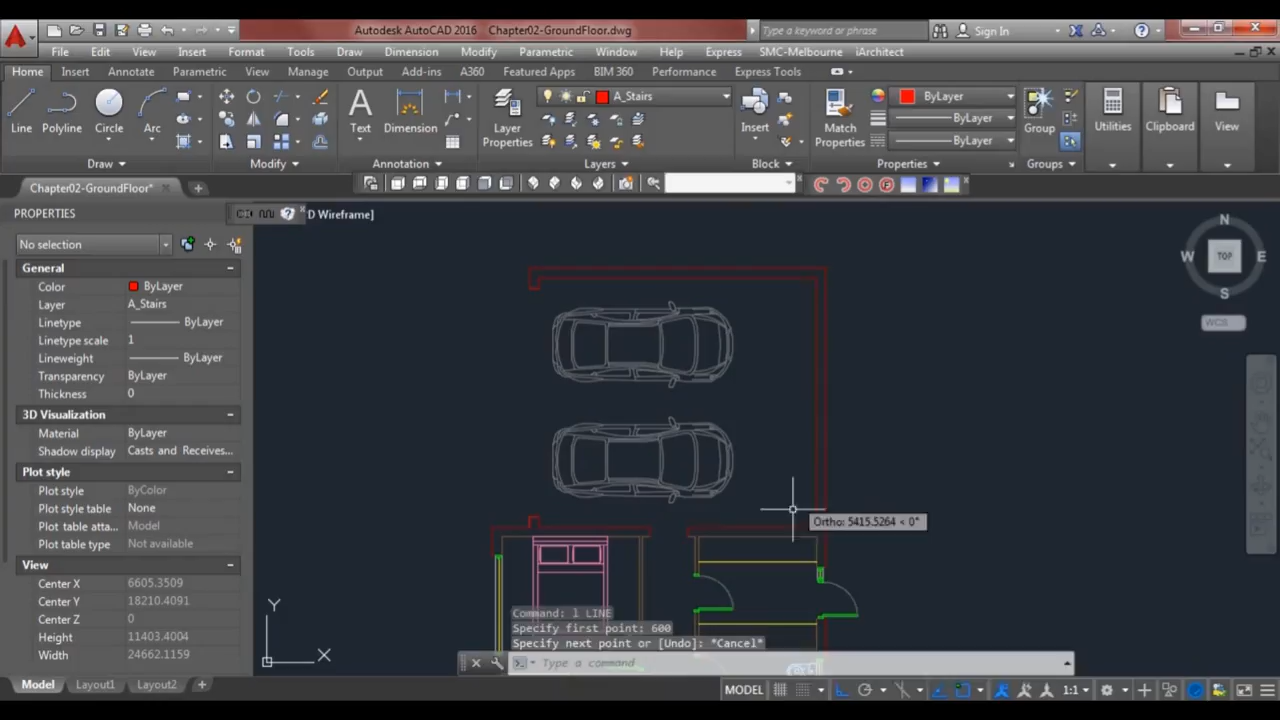 Autodesk AutoCAD 2016 Chapter02-GroundFloor.dwg
Type a keyword or phrase
Sign In
File Edit View Insert Format Tools Draw Dimension Modify Parametric Window Help Express SMC-Melbourne iArchitect
Home Insert Annotate Parametric View Manage Output Add-ins A360 Featured Apps BIM 360 Performance Express Tools
A_Stairs
ByLayer
ByLayer
ByLayer
Line Polyline Circle Arc Text Dimension Layer Properties Insert Match Properties Group Utilities Clipboard View
Draw Modify Annotation Layers Block Properties Groups
Chapter02-GroundFloor*
PROPERTIES
D Wireframe]
No selection
General
Color ByLayer
Layer A_Stairs
Linetype ByLayer
Linetype scale 1
Lineweight ByLayer
Transparency ByLayer
Thickness 0
3D Visualization
Material ByLayer
Shadow display Casts and Receives...
Plot style
Plot style ByColor
Plot style table None
Plot table atta... Model
Plot table type Not available
View
Center X 6605.3509
Center Y 18210.4091
Center Z 0
Height 11403.4004
Width 24662.1159
N
W TOP E
S
WCS
Ortho: 5415.5264 < 0°
Y
X
Command: l LINE
Specify first point: 600
Specify next point or [Undo]: *Cancel*
Type a command
Model Layout1 Layout2
MODEL 1:1